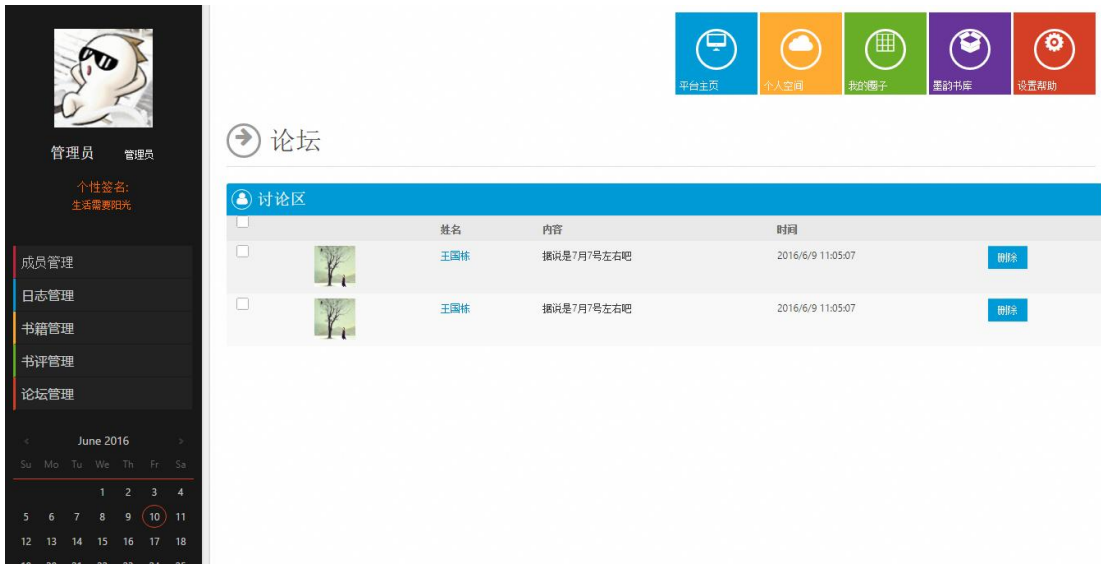 平台主页 个人空间 我的圈子 墨韵书库 设置帮助
管理员 管理员
个性签名:
生活需要阳光
成员管理
日志管理
书籍管理
书评管理
论坛管理
< June 2016 >
Su Mo Tu We Th Fr Sa
1 2 3 4
5 6 7 8 9 10 11
12 13 14 15 16 17 18
论坛
讨论区
姓名 内容 时间
王国栋 据说是7月7号左右吧 2016/6/9 11:05:07 删除
王国栋 据说是7月7号左右吧 2016/6/9 11:05:07 删除